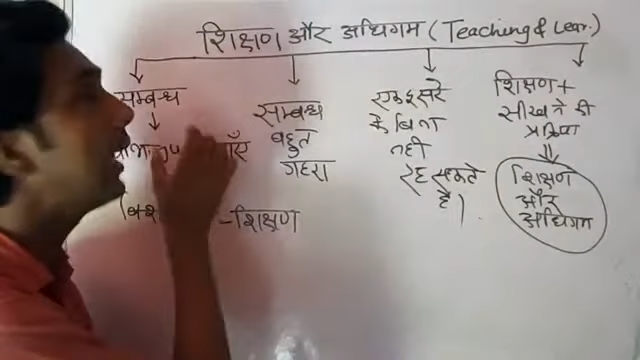 शिक्षण और अधिगम (Teaching & Lear.)
सम्बन्ध
सम्बन्ध
बहुत
गहरा
एक दूसरे
के बिना
नहीं
रह सकते
है।
शिक्षण +
सीखने की
प्रक्रिया
शिक्षण
और
अधिगम
- शिक्षण